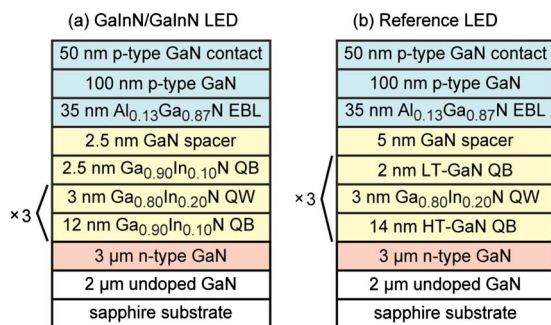 (a) GaInN/GaInN LED
50 nm p-type GaN contact
100 nm p-type GaN
35 nm Al0.13Ga0.87N EBL
2.5 nm GaN spacer
2.5 nm Ga0.90In0.10N QB
3 nm Ga0.80In0.20N QW
12 nm Ga0.90In0.10N QB
×3
3 μm n-type GaN
2 μm undoped GaN
sapphire substrate
(b) Reference LED
50 nm p-type GaN contact
100 nm p-type GaN
35 nm Al0.13Ga0.87N EBL
5 nm GaN spacer
2 nm LT-GaN QB
3 nm Ga0.80In0.20N QW
14 nm HT-GaN QB
×3
3 μm n-type GaN
2 μm undoped GaN
sapphire substrate